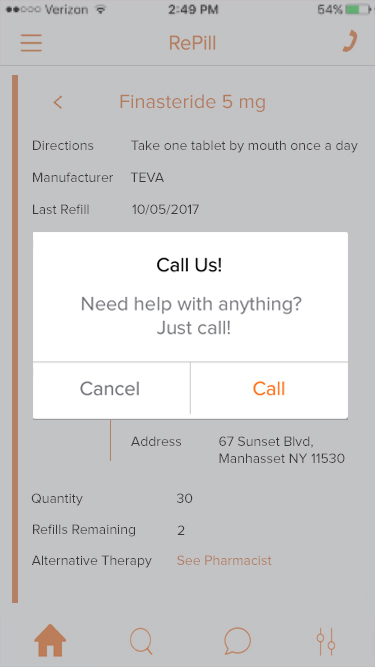 Verizon 2:49 PM 54%
RePill
Finasteride 5 mg
Directions Take one tablet by mouth once a day
Manufacturer TEVA
Last Refill 10/05/2017
Call Us!
Need help with anything?
Just call!
Cancel Call
Address 67 Sunset Blvd,
Manhasset NY 11530
Quantity 30
Refills Remaining 2
Alternative Therapy See Pharmacist